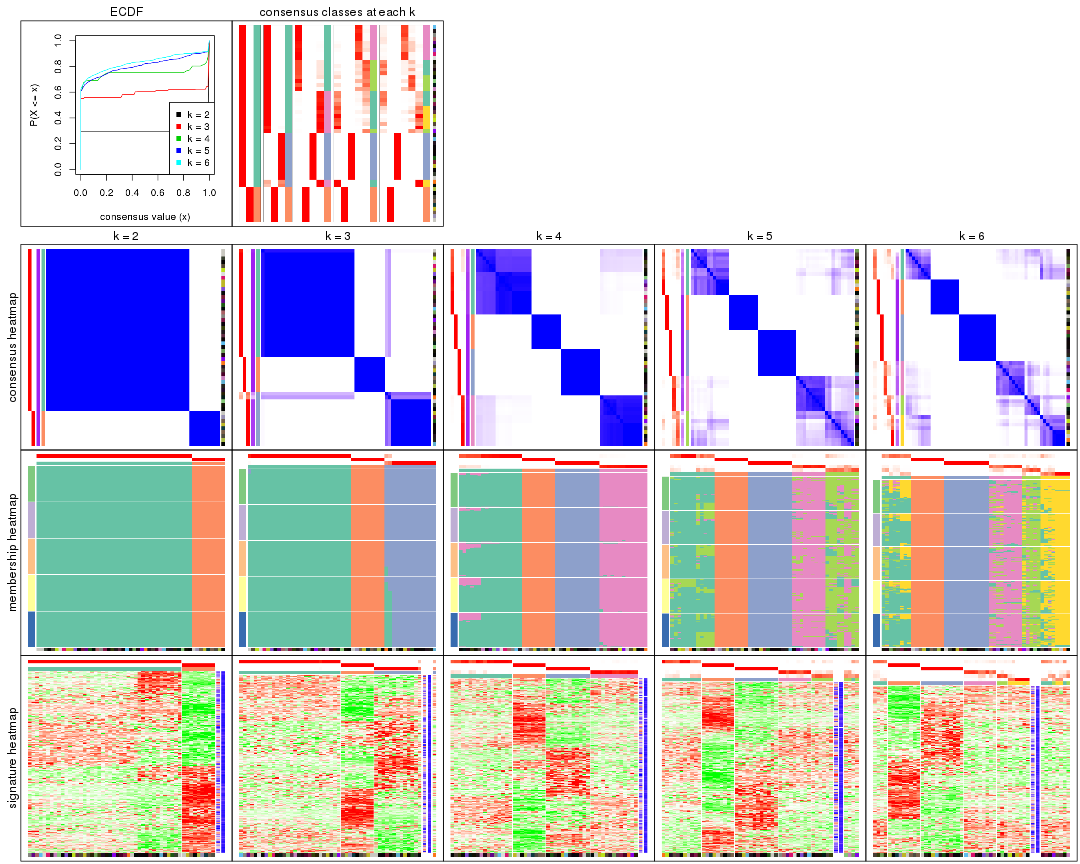 ECDF
consensus classes at each k
P(X <= x)
0.0 0.2 0.4 0.6 0.8 1.0
k = 2
k = 3
k = 4
k = 5
k = 6
0.0 0.2 0.4 0.6 0.8 1.0
consensus value (x)
k = 2 k = 3 k = 4 k = 5 k = 6
consensus heatmap
membership heatmap
signature heatmap